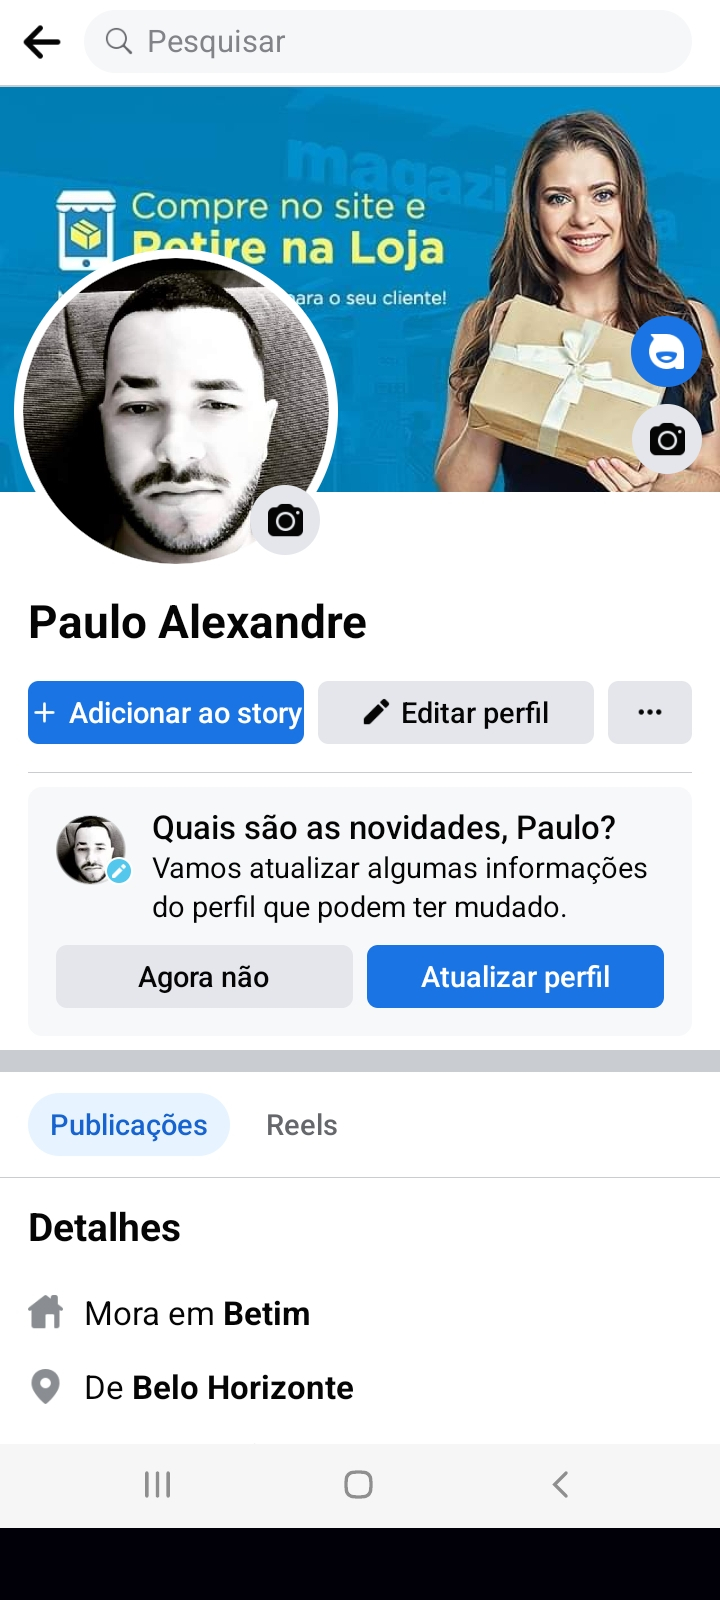 Pesquisar
magazi
Compre no site e
Retire na Loja
ara o seu cliente!
Paulo Alexandre
+ Adicionar ao story
Editar perfil
Quais são as novidades, Paulo?
Vamos atualizar algumas informações
do perfil que podem ter mudado.
Agora não
Atualizar perfil
Publicações
Reels
Detalhes
Mora em Betim
De Belo Horizonte